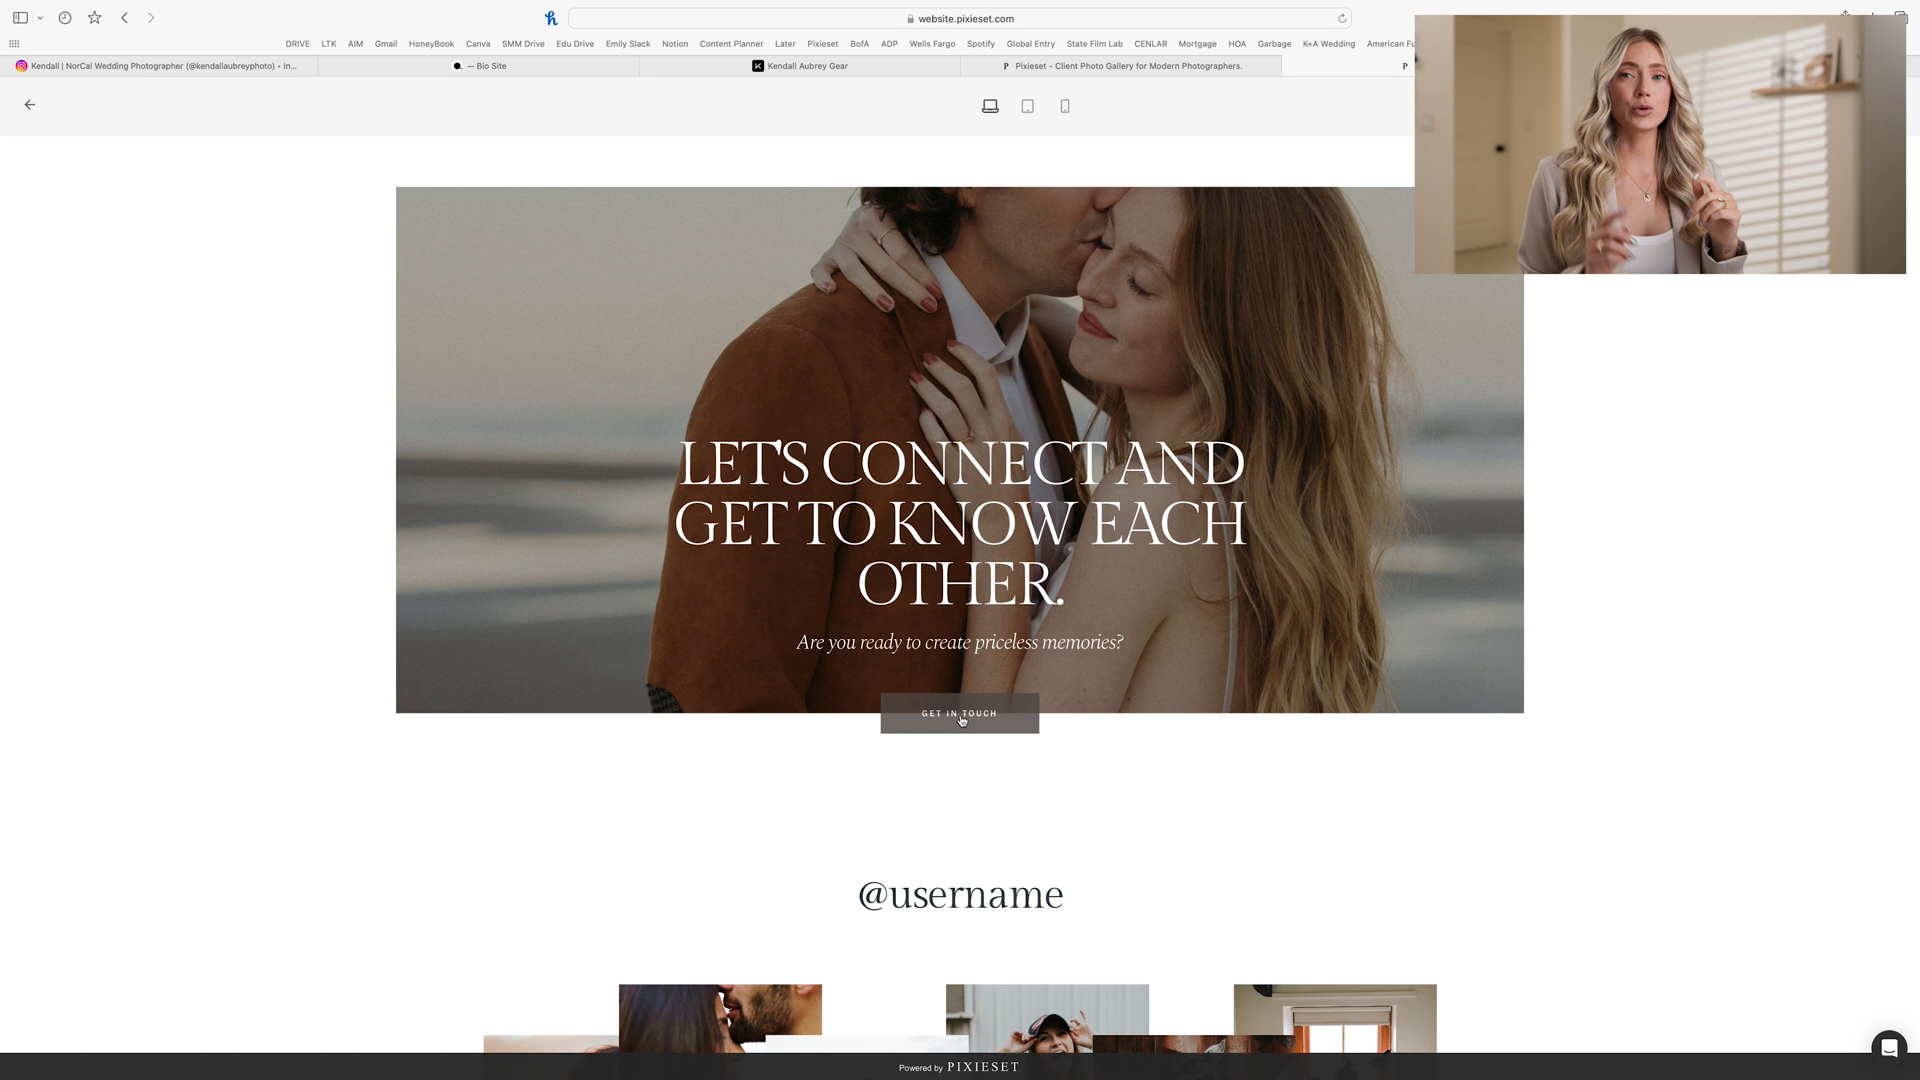 website.pixieset.com
DRIVE LTK AIM Gmail HoneyBook Canva SMM Drive Edu Drive Emily Slack Notion Content Planner Later Pixieset BofA ADP Wells Fargo Spotify Global Entry State Film Lab CENLAR Mortgage HOA Garbage K+A Wedding American Fu
Kendall | NorCal Wedding Photographer (@kendallaubreyphoto) • In... — Bio Site Kendall Aubrey Gear P Pixieset - Client Photo Gallery for Modern Photographers. P
LET'S CONNECT AND
GET TO KNOW EACH
OTHER.
Are you ready to create priceless memories?
GET IN TOUCH
@username
Powered by PIXIESET